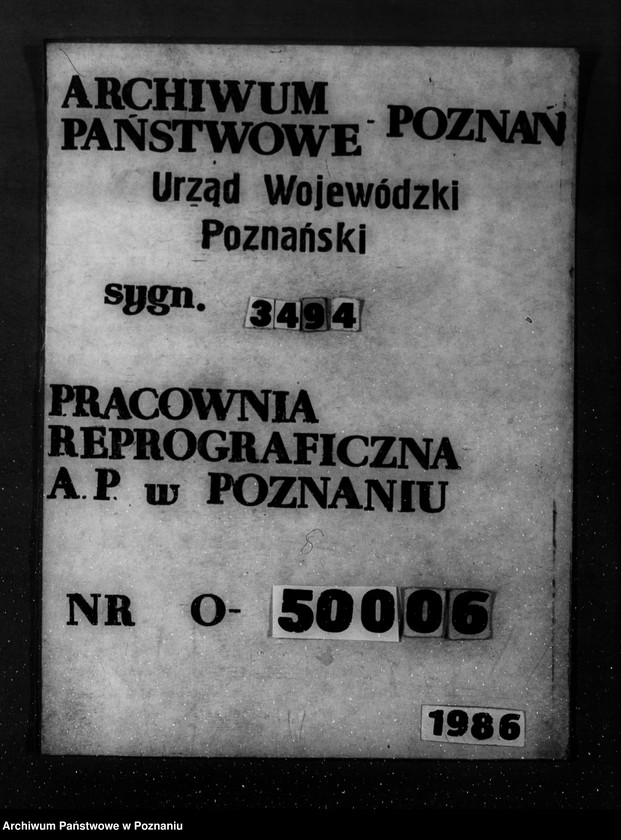 ARCHIWUM
PAŃSTWOWE - POZNAŃ
Urząd Wojewódzki
Poznański
sygn. 3494
PRACOWNIA
REPROGRAFICZNA
A.P. w POZNANIU
NR O- 50006
1986
Archiwum Państwowe w Poznaniu